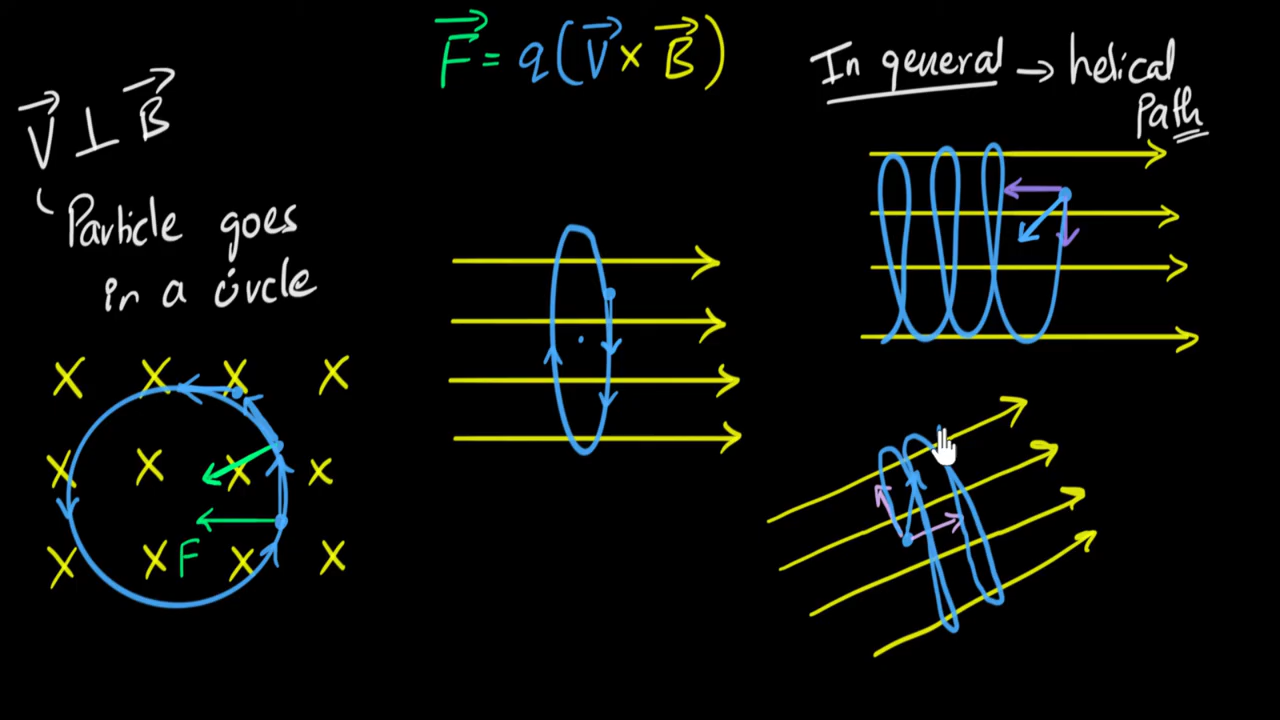 F = q(V × B)
In general → helical
path
V ⊥ B
Particle goes
in a circle
X X X X
X X X X
F
X X X X